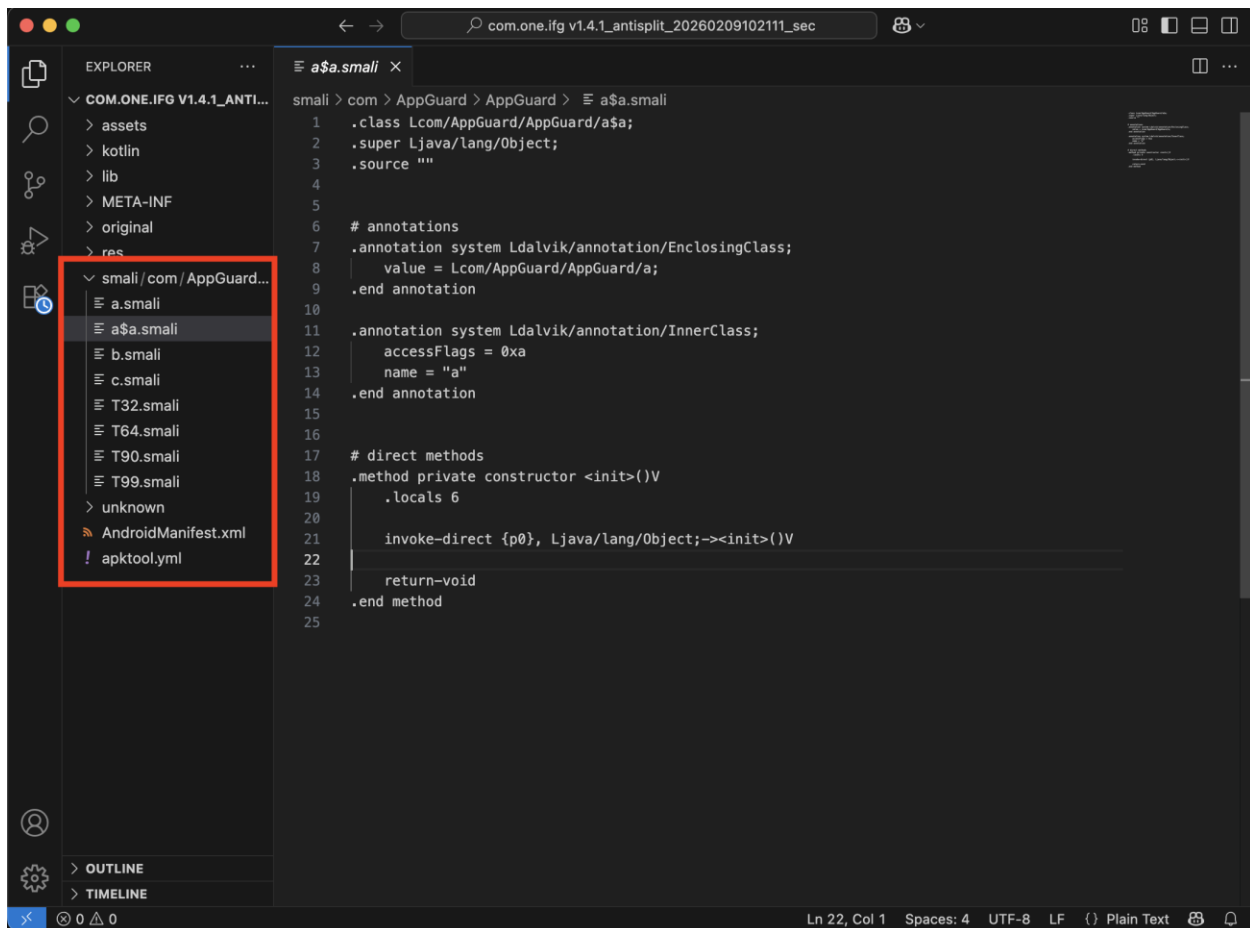 com.one.ifg v1.4.1_antisplit_20260209102111_sec
EXPLORER
COM.ONE.IFG V1.4.1_ANTI...
assets
kotlin
lib
META-INF
original
res
smali/com/AppGuard...
a.smali
a$a.smali
b.smali
c.smali
T32.smali
T64.smali
T90.smali
T99.smali
unknown
AndroidManifest.xml
! apktool.yml
OUTLINE
TIMELINE
a$a.smali
smali > com > AppGuard > AppGuard > a$a.smali
1 .class Lcom/AppGuard/AppGuard/a$a;
2 .super Ljava/lang/Object;
3 .source ""
4
5
6 # annotations
7 .annotation system Ldalvik/annotation/EnclosingClass;
8 value = Lcom/AppGuard/AppGuard/a;
9 .end annotation
10
11 .annotation system Ldalvik/annotation/InnerClass;
12 accessFlags = 0xa
13 name = "a"
14 .end annotation
15
16
17 # direct methods
18 .method private constructor <init>()V
19 .locals 6
20
21 invoke-direct {p0}, Ljava/lang/Object;-><init>()V
22
23 return-void
24 .end method
25
0 0 Ln 22, Col 1 Spaces: 4 UTF-8 LF {} Plain Text